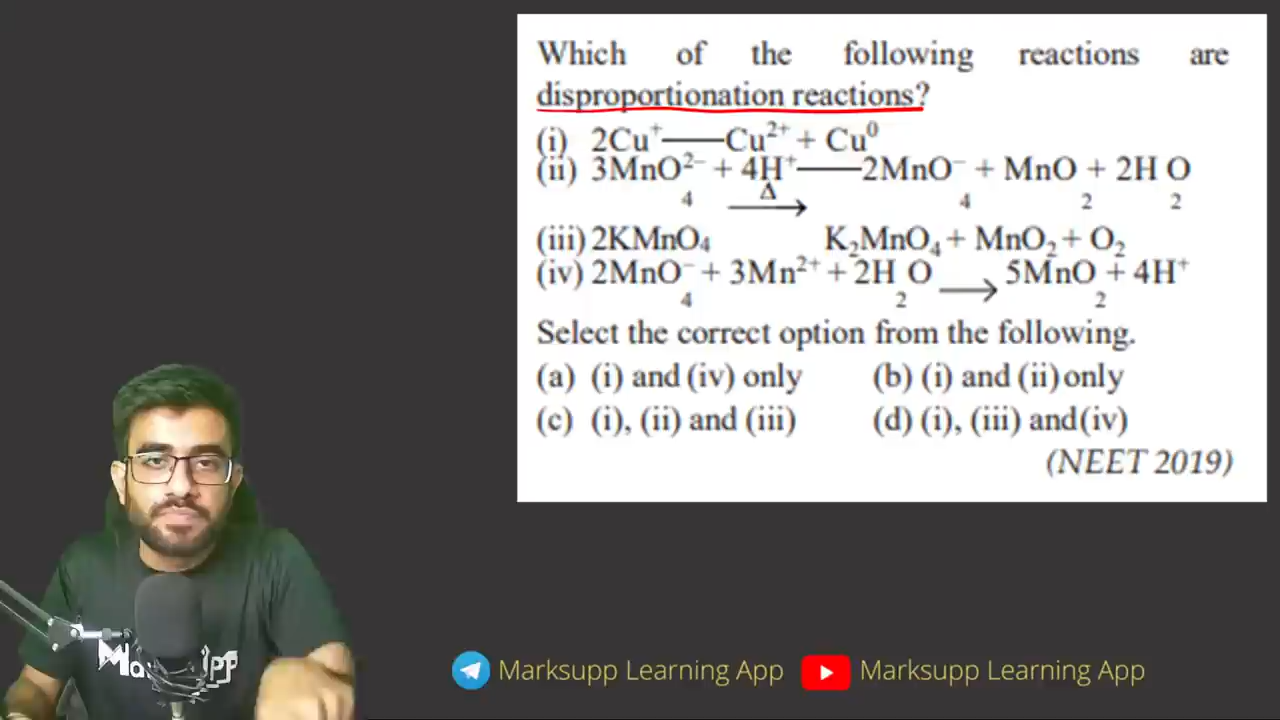 Which of the following reactions are
disproportionation reactions?
(i) 2Cu⁺——Cu²⁺ + Cu⁰
(ii) 3MnO₄²⁻ + 4H⁺——2MnO₄⁻ + MnO₂ + 2H₂O
Δ
→
(iii) 2KMnO₄ K₂MnO₄ + MnO₂ + O₂
(iv) 2MnO₄⁻ + 3Mn²⁺ + 2H₂O → 5MnO₂ + 4H⁺
Select the correct option from the following.
(a) (i) and (iv) only (b) (i) and (ii) only
(c) (i), (ii) and (iii) (d) (i), (iii) and(iv)
(NEET 2019)
Marksupp Learning App Marksupp Learning App